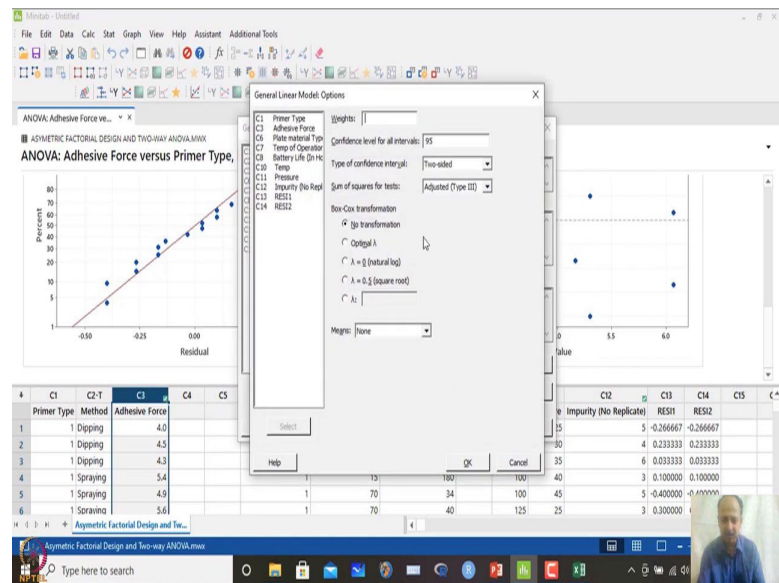 Minitab - Untitled
File Edit Data Calc Stat Graph View Help Assistant Additional Tools
ANOVA: Adhesive Force ve...
ASYMETRIC FACTORIAL DESIGN AND TWO-WAY ANOVA.MWX
ANOVA: Adhesive Force versus Primer Type,
Percent
80
70
60
50
40
30
20
10
5
1
-0.50 -0.25 0.00
Residual
5.5 6.0
General Linear Model: Options
C1 Primer Type
C3 Adhesive Force
C6 Plate material Typ
C7 Temp of Operation
C8 Battery Life (In Ho
C10 Temp
C11 Pressure
C12 Impurity (No Repl
C13 RESI1
C14 RESI2
Weights:
Confidence level for all intervals: 95
Type of confidence interval: Two-sided
Sum of squares for tests: Adjusted (Type III)
Box-Cox transformation
No transformation
Optimal λ
λ = 0 (natural log)
λ = 0.5 (square root)
λ:
Means: None
Select
Help OK Cancel
C1 C2-T C3 C4 C5 C12 C13 C14 C15
Primer Type Method Adhesive Force Impurity (No Replicate) RESI1 RESI2
1 1 Dipping 4.0 25 5 -0.266667 -0.266667
2 1 Dipping 4.5 30 4 0.233333 0.233333
3 1 Dipping 4.3 35 6 0.033333 0.033333
4 1 Spraying 5.4 1 15 180 100 40 3 0.100000 0.100000
5 1 Spraying 4.9 1 70 34 100 45 5 -0.400000 -0.400000
6 1 Spraying 5.6 1 70 40 125 25 3 0.300000
Asymetric Factorial Design and Tw...
Asymetric Factorial Design and Two-way ANOVA.mwx
NPTEL
Type here to search